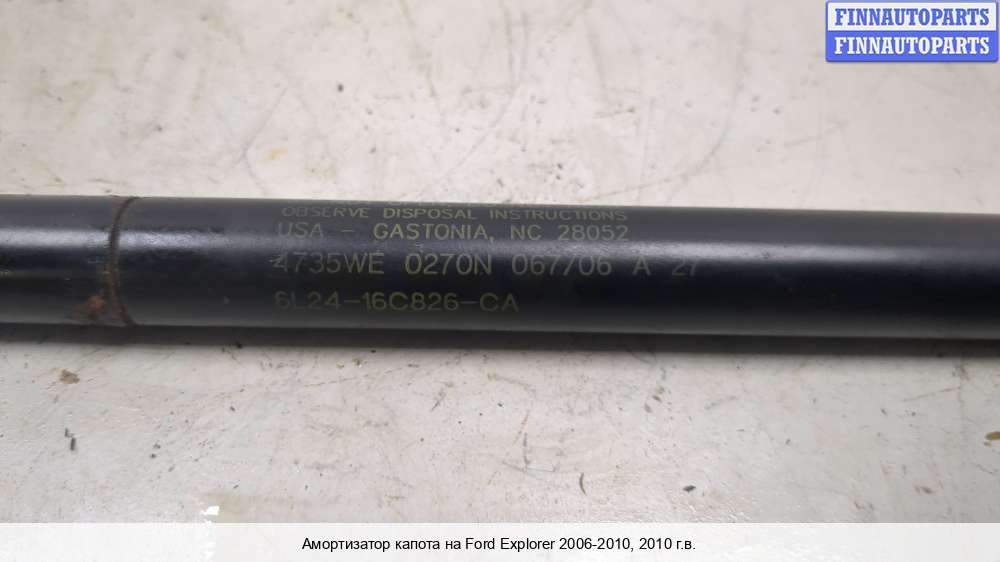 FINNAUTOPARTS
FINNAUTOPARTS
OBSERVE DISPOSAL INSTRUCTIONS
USA - GASTONIA, NC 28052
4735WE 0270N 067706 A 27
6L24-16C826-CA
Амортизатор капота на Ford Explorer 2006-2010, 2010 г.в.